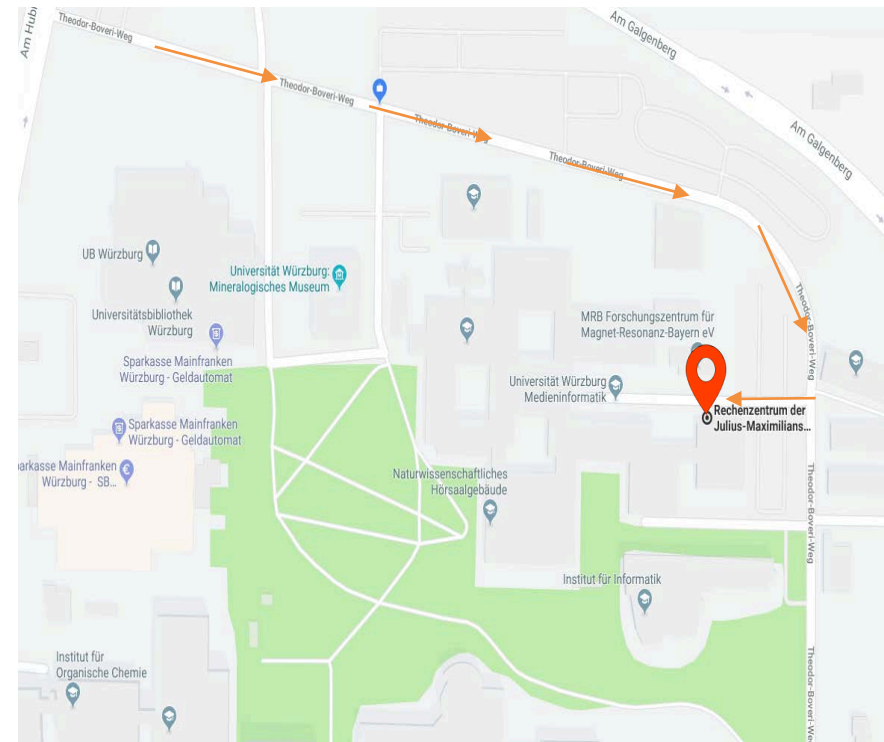 Theodor-Boveri-Weg
Am Hubl
Am Galgenberg
Theodor-Boveri-Weg
Theodor-Boveri-Weg
Theodor-Boveri-Weg
Am Galgenberg
UB Würzburg
Universität Würzburg:
Mineralogisches Museum
Universitätsbibliothek
Würzburg
Theodor-Boveri-Weg
MRB Forschungszentrum für
Magnet-Resonanz-Bayern eV
Sparkasse Mainfranken
Würzburg - Geldautomat
Universität Würzburg
Medieninformatik
Rechenzentrum der
Julius-Maximilians...
Sparkasse Mainfranken
Würzburg - Geldautomat
arkasse Mainfranken
Würzburg - SB...
Naturwissenschaftliches
Hörsaalgebäude
Theodor-Boveri-Weg
Institut für Informatik
Institut für
Organische Chemie
Theodor-Boveri-We